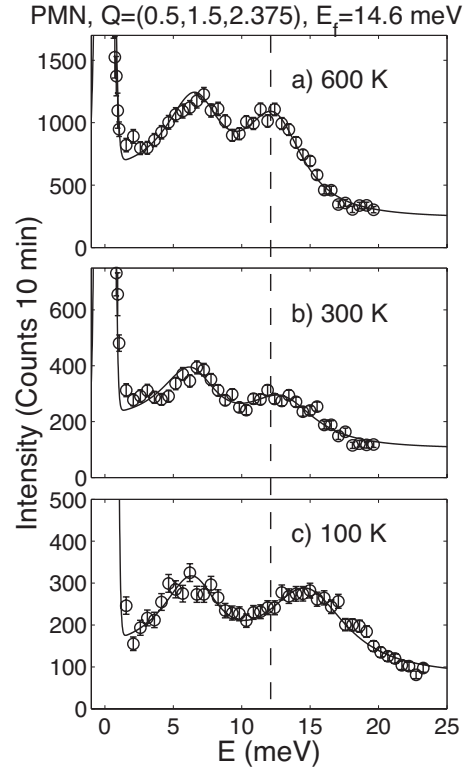 PMN, Q=(0.5,1.5,2.375), E_f=14.6 meV
1500
a) 600 K
1000
500
0
b) 300 K
600
400
200
0
500
c) 100 K
400
300
200
100
0
0 5 10 15 20 25
E (meV)
Intensity (Counts 10 min)